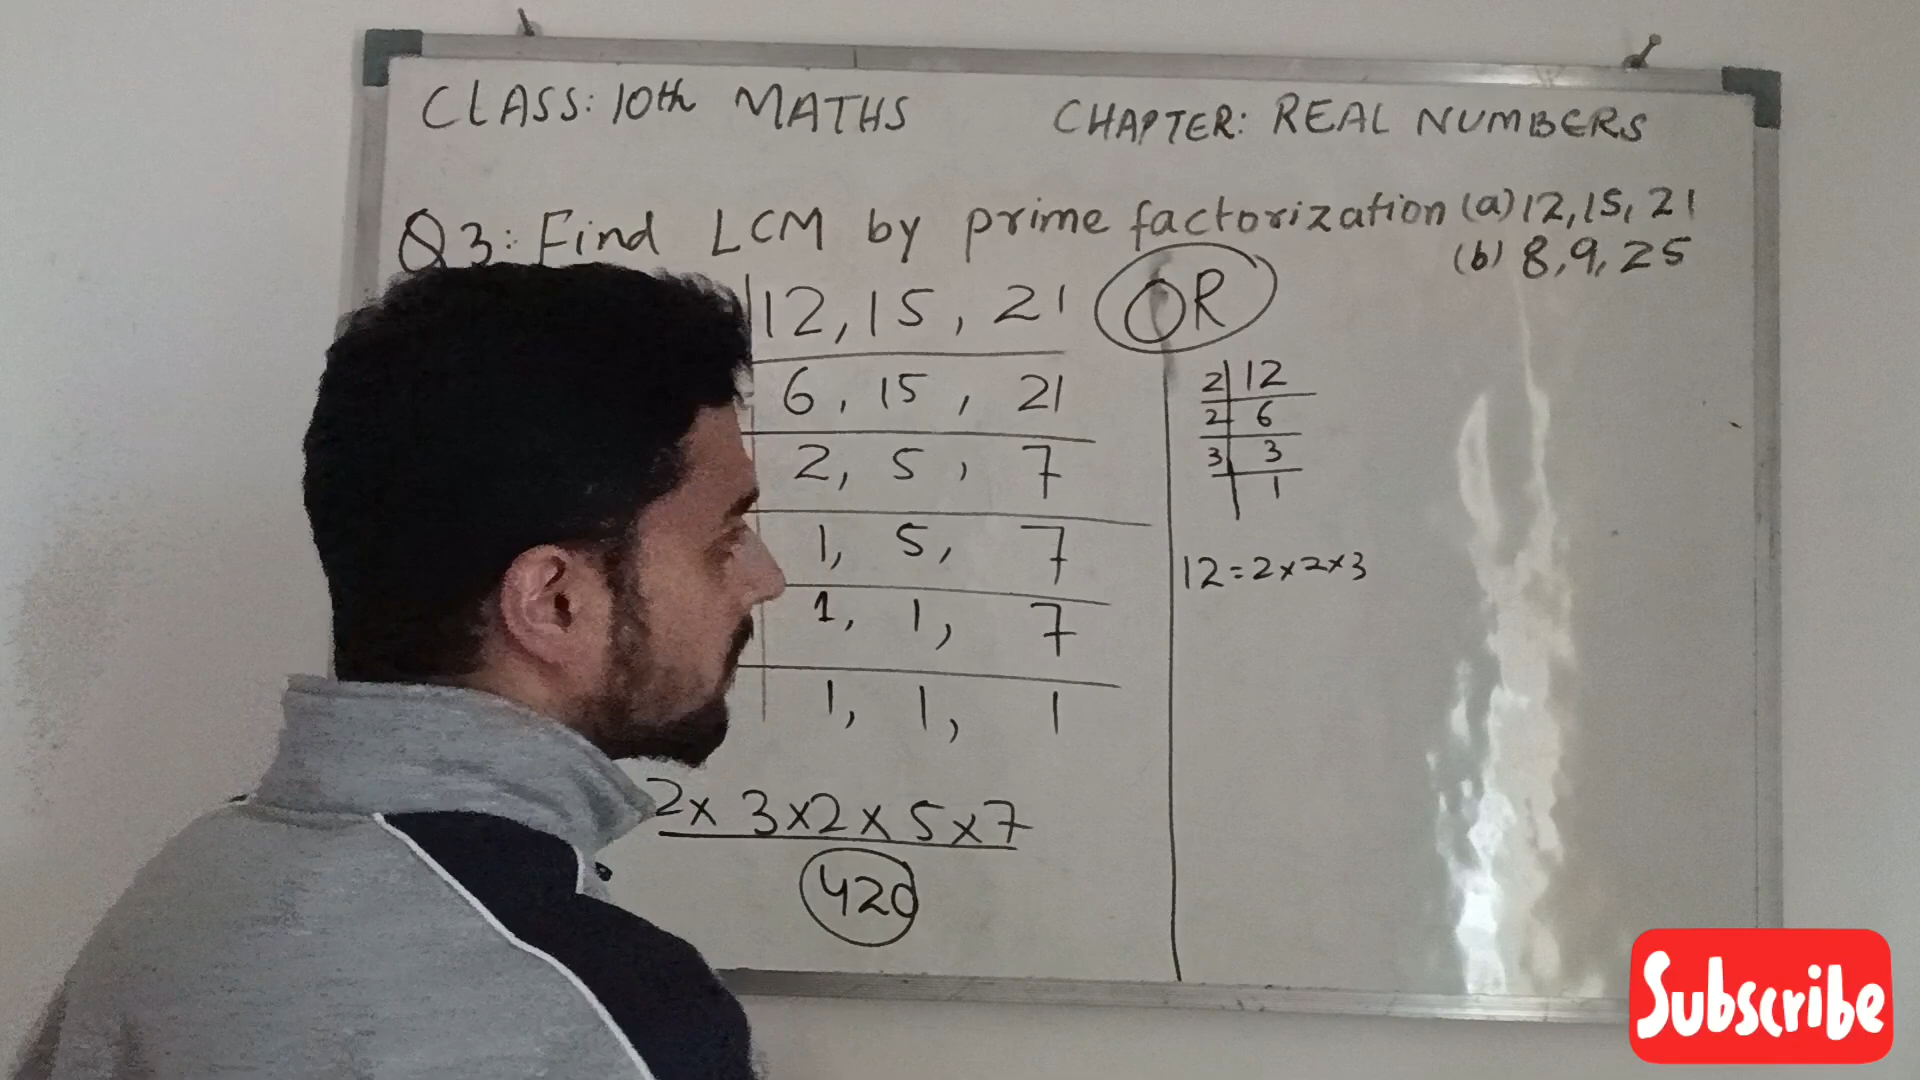 CLASS: 10th MATHS CHAPTER: REAL NUMBERS
Q3: Find LCM by prime factorization (a) 12, 15, 21
(b) 8, 9, 25
12, 15, 21
6, 15, 21
2, 5, 7
1, 5, 7
1, 1, 7
1, 1, 1
2 x 3 x 2 x 5 x 7
420
OR
2 12
2 6
3 3
1
12 = 2 x 2 x 3
Subscribe